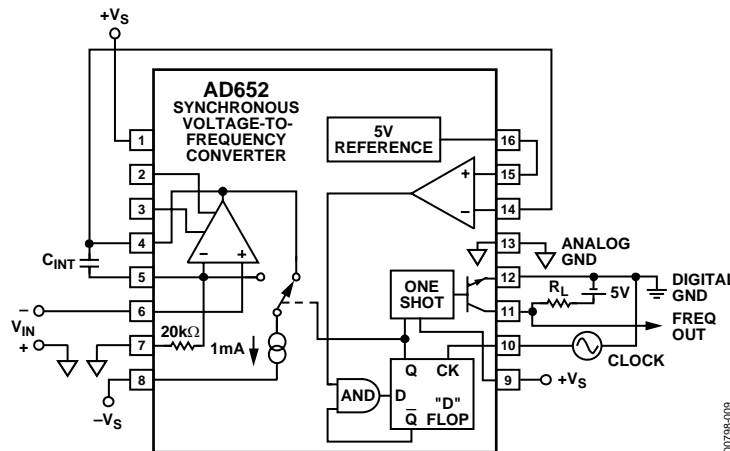 +VS
AD652
SYNCHRONOUS
VOLTAGE-TO-
FREQUENCY
CONVERTER
5V
REFERENCE
1
2
3
4
5
6
7
8
16
15
14
13
12
11
10
9
+
−
ANALOG
GND
CINT
−
+
ONE
SHOT
RL
5V
DIGITAL
GND
FREQ
OUT
−
VIN
+
20kΩ
1mA
CLOCK
Q
CK
+VS
−VS
AND
D
"D"
FLOP
Q̅
00798-009